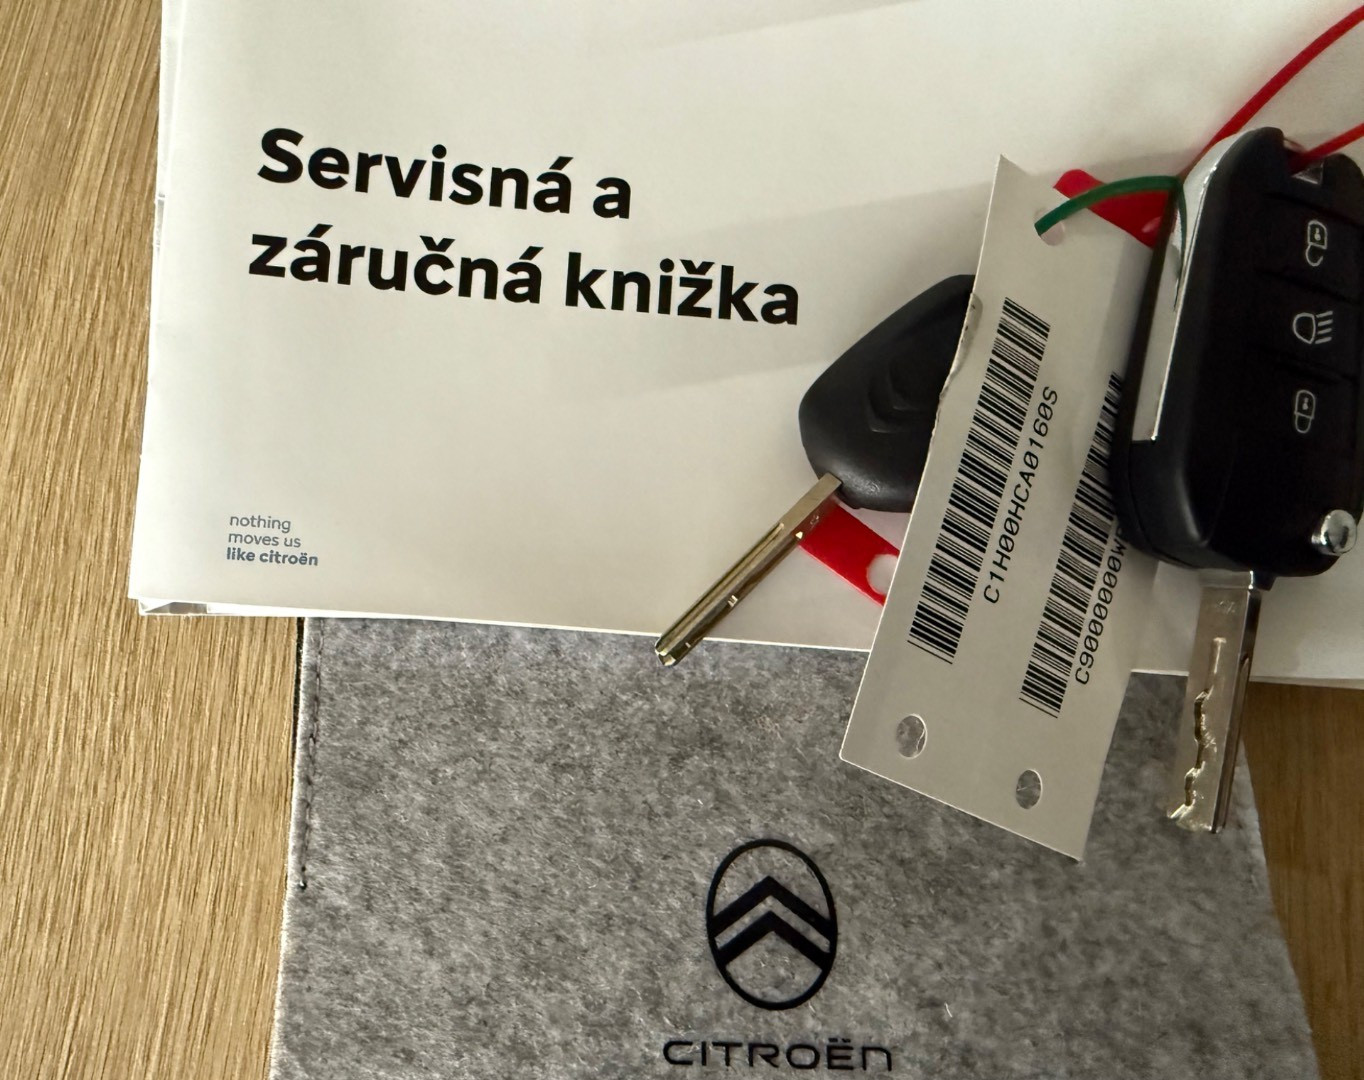 Servisná a
záručná knižka
nothing
moves us
like citroën
C1H00HCA0160S
CITROËN